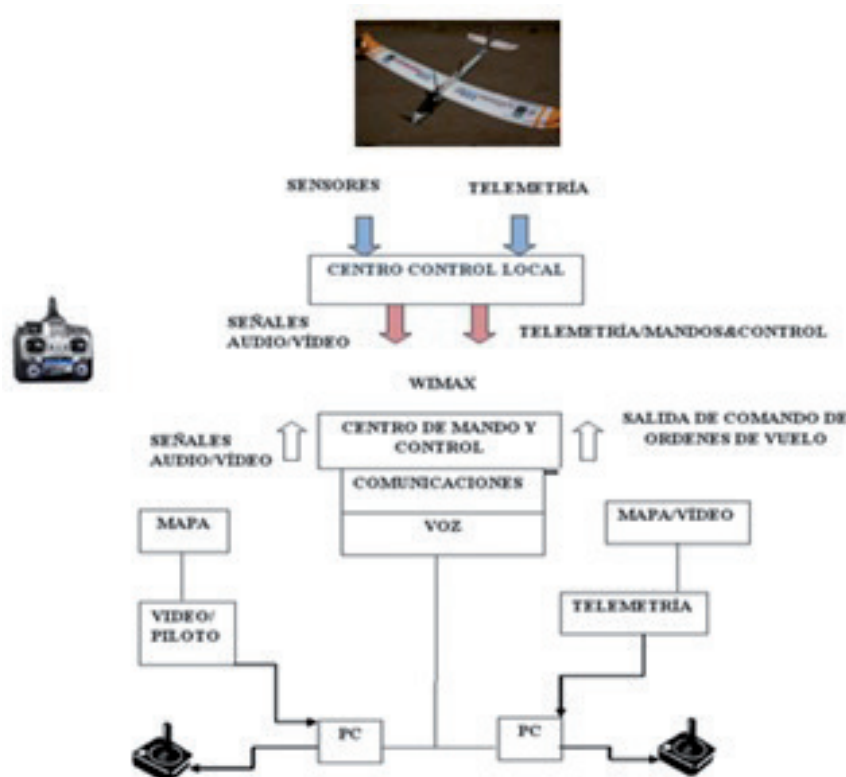 SENSORES
TELEMETRÍA
CENTRO CONTROL LOCAL
SEÑALES
AUDIO/VÍDEO
TELEMETRÍA/MANDOS&CONTROL
WIMAX
SEÑALES
AUDIO/VÍDEO
CENTRO DE MANDO Y
CONTROL
SALIDA DE COMANDO DE
ORDENES DE VUELO
COMUNICACIONES
VOZ
MAPA
MAPA/VÍDEO
VIDEO/
PILOTO
TELEMETRÍA
PC
PC